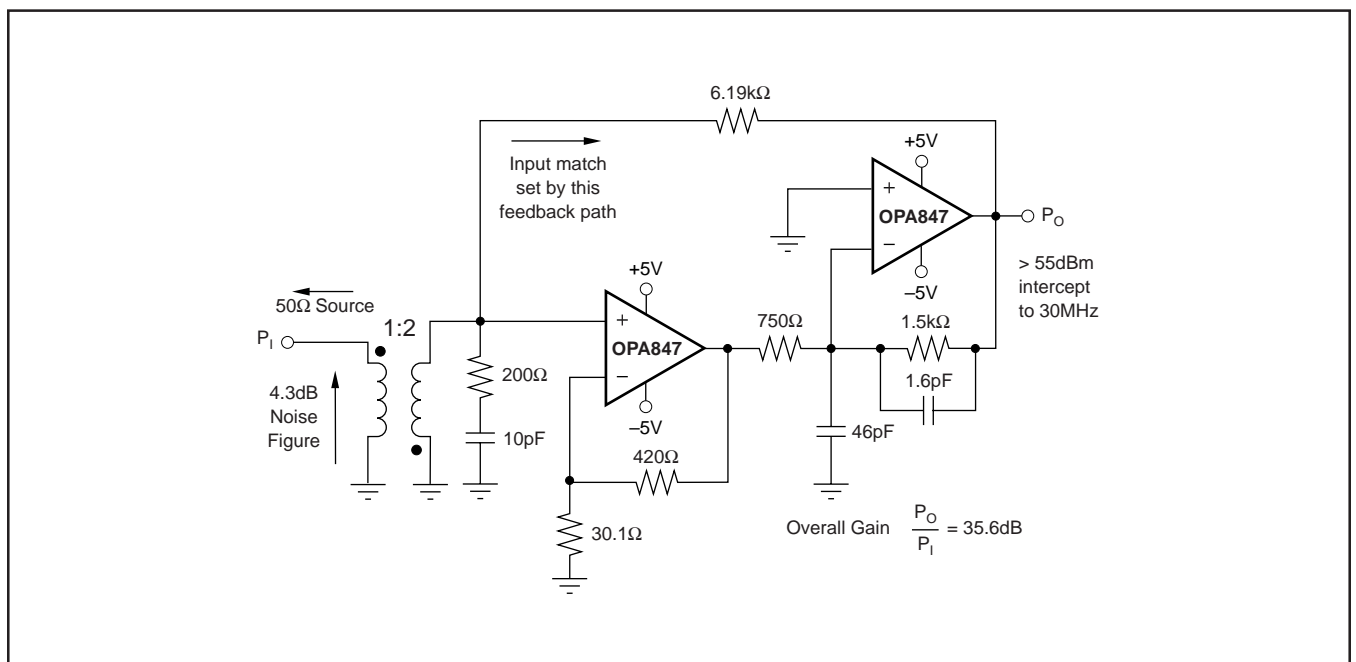 6.19kΩ
Input match
set by this
feedback path
+5V
+
OPA847
−
−5V
P_O
> 55dBm
intercept
to 30MHz
50Ω Source
P_I
1:2
4.3dB
Noise
Figure
200Ω
10pF
+5V
+
OPA847
−
−5V
750Ω
1.5kΩ
1.6pF
46pF
420Ω
30.1Ω
Overall Gain P_O / P_I = 35.6dB